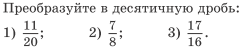 Преобразуйте в десятичную дробь:
1) 11/20; 2) 7/8; 3) 17/16.